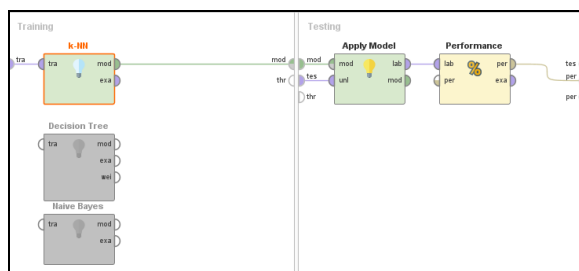 Training
Testing
k-NN
Apply Model
Performance
tra
tra
mod
mod
mod
mod
lab
lab
per
tes
exa
thr
tes
unl
mod
per
exa
per
thr
per
Decision Tree
tra
mod
exa
wei
Naive Bayes
tra
mod
exa